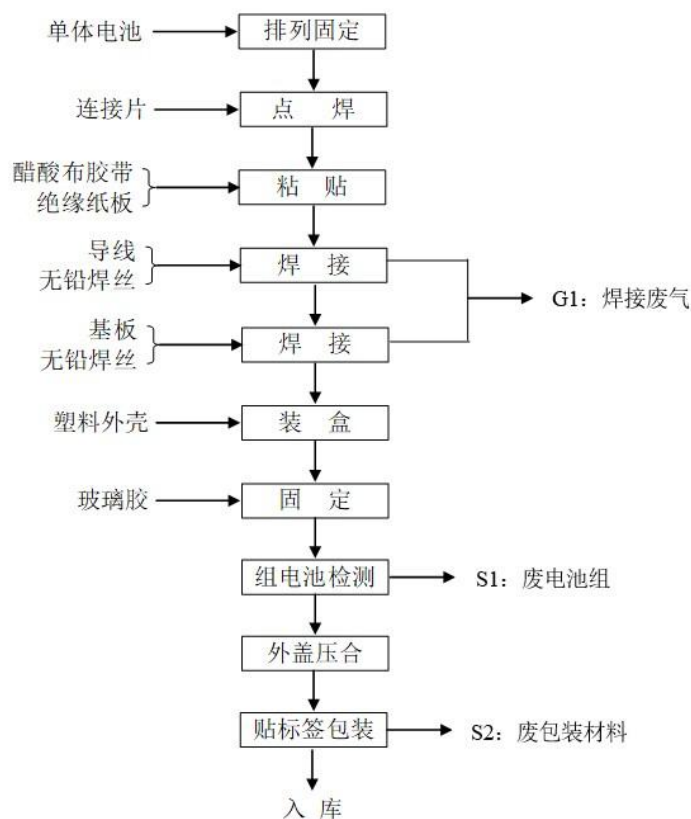 单体电池
排列固定
连接片
点 焊
醋酸布胶带
绝缘纸板
粘 贴
导线
无铅焊丝
焊 接
G1：焊接废气
基板
无铅焊丝
焊 接
塑料外壳
装 盒
玻璃胶
固 定
组电池检测
S1：废电池组
外盖压合
贴标签包装
S2：废包装材料
入 库